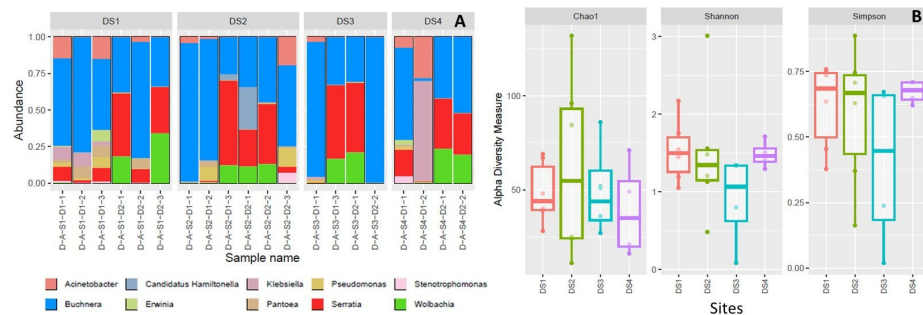 DS1
DS2
DS3
DS4
A
Abundance
1.00
0.75
0.50
0.25
0.00
D-A-S1-D1-1
D-A-S1-D1-2
D-A-S1-D1-3
D-A-S1-D2-1
D-A-S1-D2-2
D-A-S1-D2-3
D-A-S2-D1-1
D-A-S2-D1-2
D-A-S2-D1-3
D-A-S2-D2-1
D-A-S2-D2-2
D-A-S2-D2-3
D-A-S3-D1-1
D-A-S3-D1-2
D-A-S3-D2-1
D-A-S3-D2-2
D-A-S4-D1-1
D-A-S4-D1-2
D-A-S4-D2-1
D-A-S4-D2-2
Sample name
Acinetobacter
Candidatus Hamiltonella
Klebsiella
Pseudomonas
Stenotrophomonas
Buchnera
Erwinia
Pantoea
Serratia
Wolbachia
Chao1
Shannon
Simpson
B
Alpha Diversity Measure
100
50
3
2
1
0
0.75
0.50
0.25
0.00
DS1
DS2
DS3
DS4
DS1
DS2
DS3
DS4
DS1
DS2
DS3
DS4
Sites